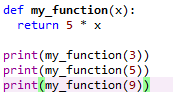 def my_function(x):
  return 5 * x

print(my_function(3))
print(my_function(5))
print(my_function(9))